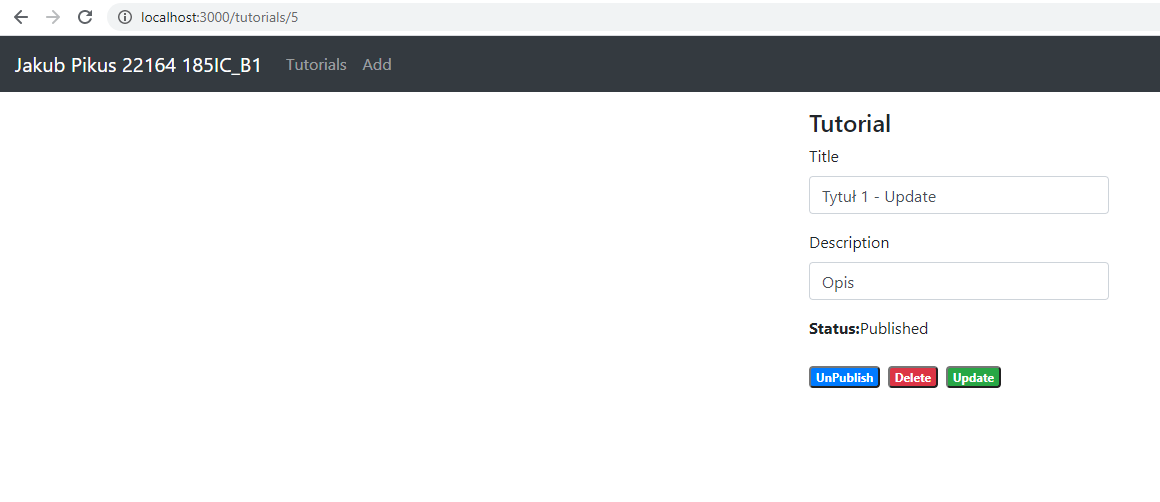 localhost:3000/tutorials/5
Jakub Pikus 22164 185IC_B1 Tutorials Add
Tutorial
Title
Tytuł 1 - Update
Description
Opis
Status:Published
UnPublish Delete Update